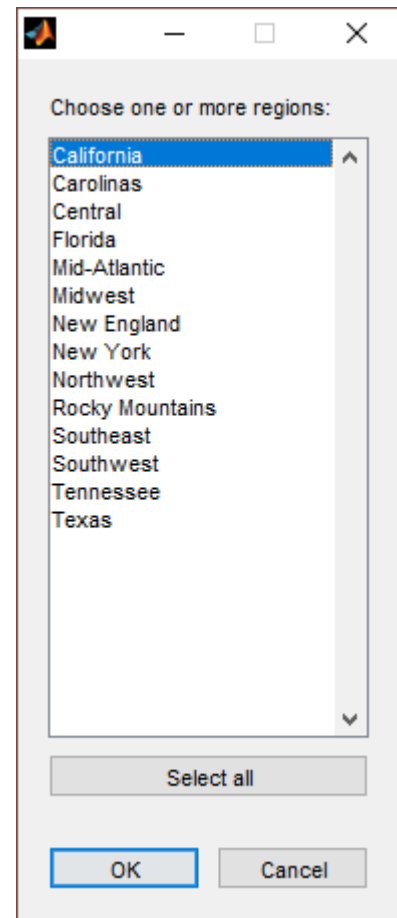 Choose one or more regions:
California
Carolinas
Central
Florida
Mid-Atlantic
Midwest
New England
New York
Northwest
Rocky Mountains
Southeast
Southwest
Tennessee
Texas
Select all
OK
Cancel